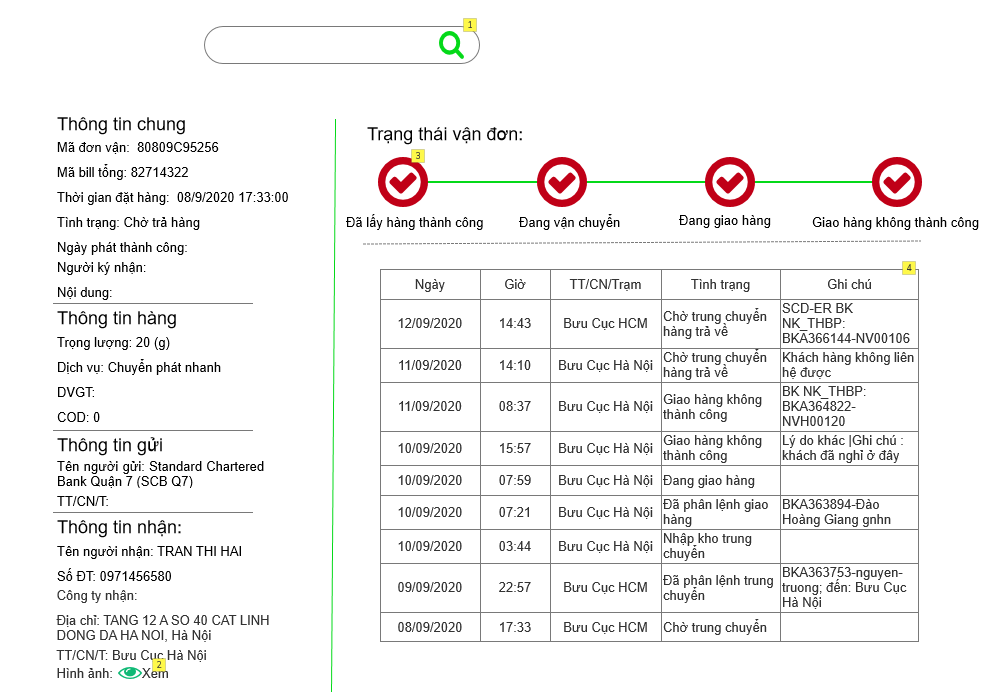 1
Thông tin chung
Mã đơn vận: 80809C95256
Mã bill tổng: 82714322
Thời gian đặt hàng: 08/9/2020 17:33:00
Tình trạng: Chờ trả hàng
Ngày phát thành công:
Người ký nhận:
Nội dung:
Thông tin hàng
Trọng lượng: 20 (g)
Dịch vụ: Chuyển phát nhanh
DVGT:
COD: 0
Thông tin gửi
Tên người gửi: Standard Chartered
Bank Quận 7 (SCB Q7)
TT/CN/T:
Thông tin nhận:
Tên người nhận: TRAN THI HAI
Số ĐT: 0971456580
Công ty nhận:
Địa chỉ: TANG 12 A SO 40 CAT LINH
DONG DA HA NOI, Hà Nội
TT/CN/T: Bưu Cục Hà Nội
2
Hình ảnh: Xem
Trạng thái vận đơn:
3
Đã lấy hàng thành công Đang vận chuyển Đang giao hàng Giao hàng không thành công
4
Ngày Giờ TT/CN/Trạm Tình trạng Ghi chú
12/09/2020 14:43 Bưu Cục HCM
Chờ trung chuyển
hàng trả về
SCD-ER BK
NK_THBP:
BKA366144-NV00106
11/09/2020 14:10 Bưu Cục Hà Nội
Chờ trung chuyển
hàng trả về
Khách hàng không liên
hệ được
11/09/2020 08:37 Bưu Cục Hà Nội
Giao hàng không
thành công
BK NK_THBP:
BKA364822-
NVH00120
10/09/2020 15:57 Bưu Cục Hà Nội
Giao hàng không
thành công
Lý do khác |Ghi chú :
khách đã nghỉ ở đây
10/09/2020 07:59 Bưu Cục Hà Nội Đang giao hàng
10/09/2020 07:21 Bưu Cục Hà Nội
Đã phân lệnh giao
hàng
BKA363894-Đào
Hoàng Giang gnhn
10/09/2020 03:44 Bưu Cục Hà Nội
Nhập kho trung
chuyển
09/09/2020 22:57 Bưu Cục HCM
Đã phân lệnh trung
chuyển
BKA363753-nguyen-
truong; đến: Bưu Cục
Hà Nội
08/09/2020 17:33 Bưu Cục HCM Chờ trung chuyển